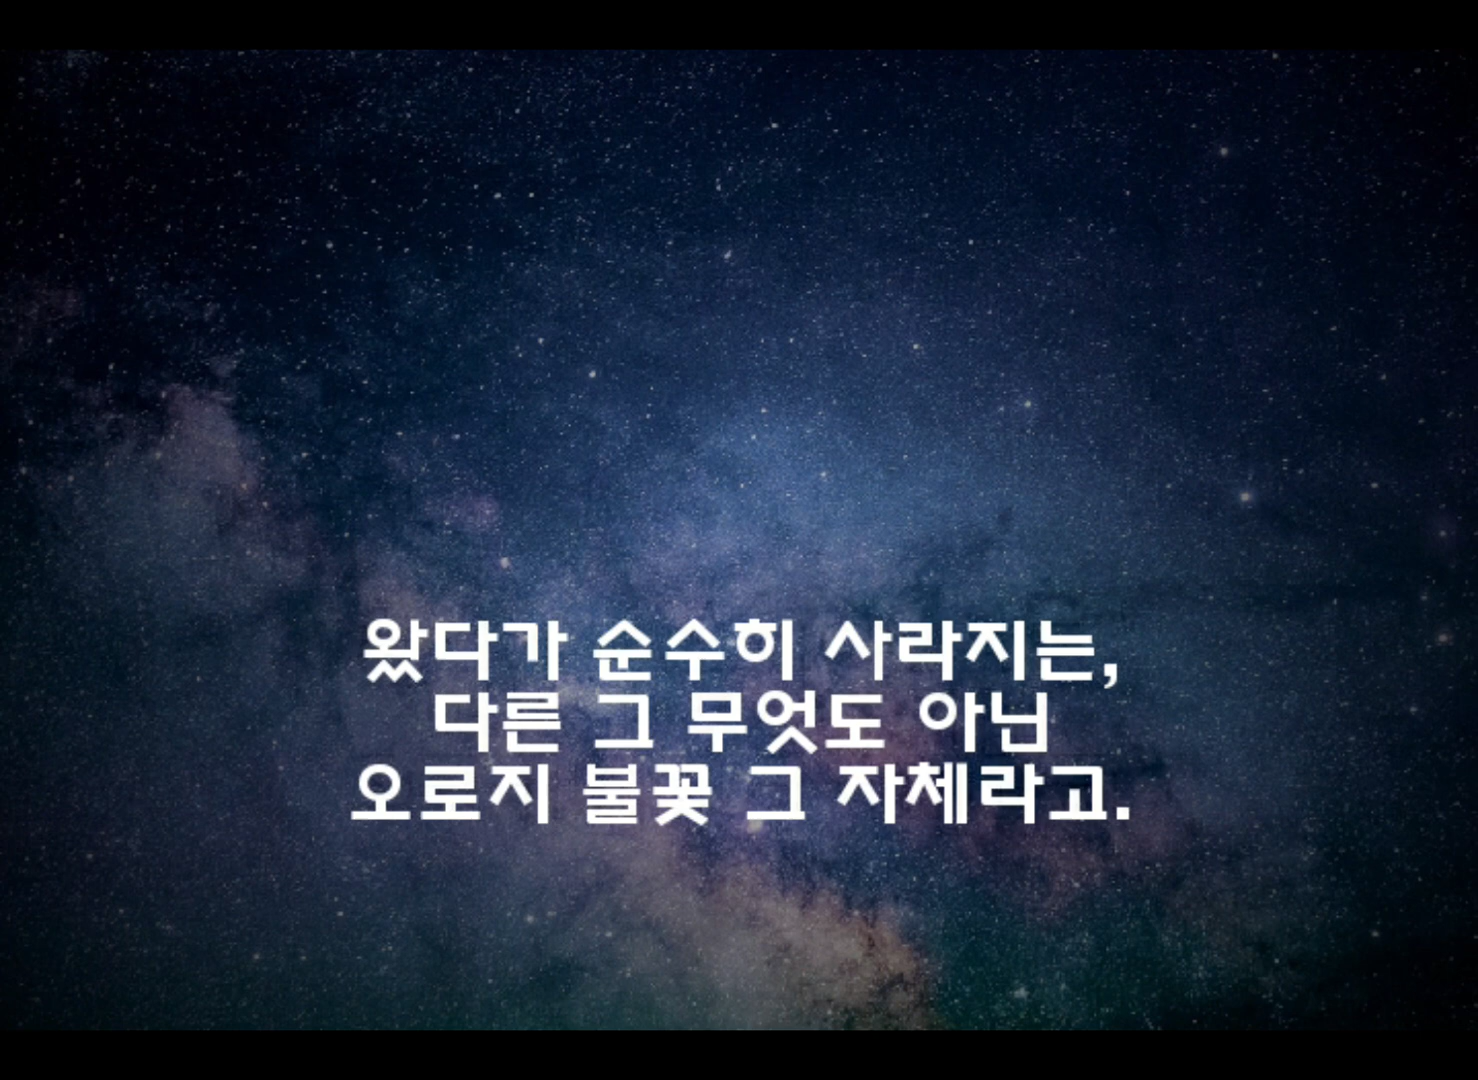 왔다가 순수히 사라지는,
다른 그 무엇도 아닌
오로지 불꽃 그 자체라고.